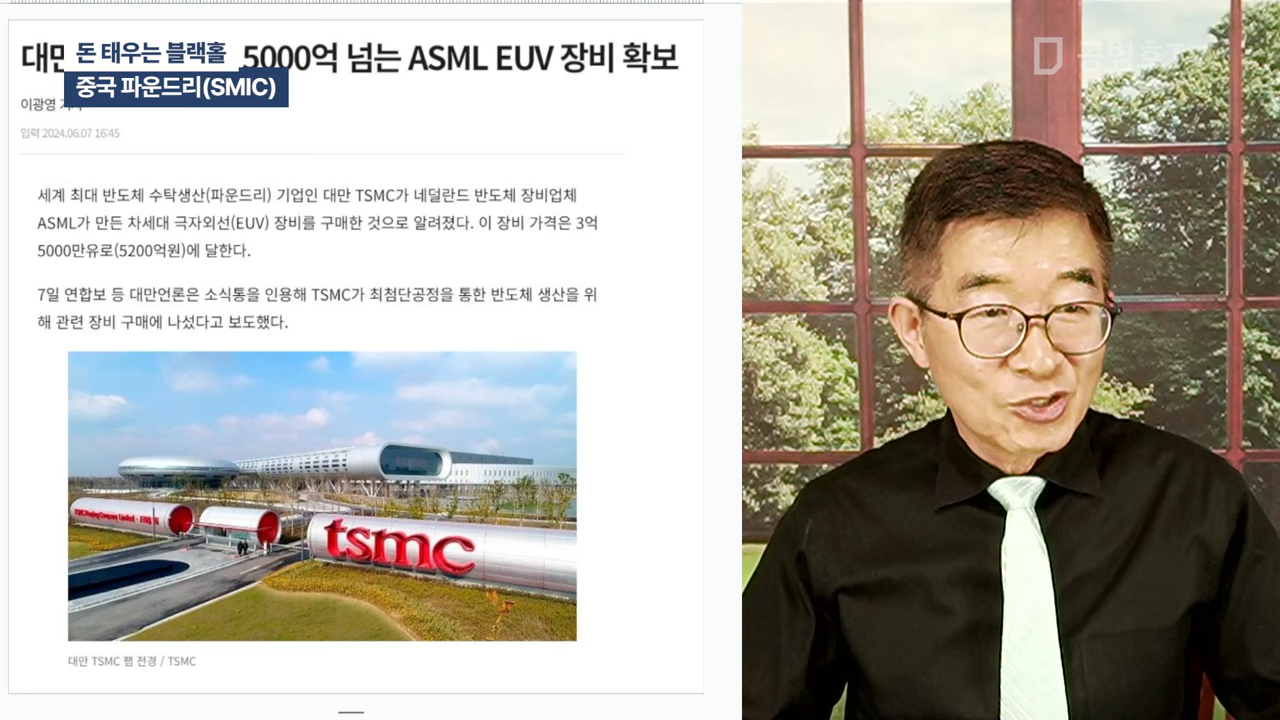 대만
돈 태우는 블랙홀
5000억 넘는 ASML EUV 장비 확보
중국 파운드리(SMIC)
이광영 기자
입력 2024.06.07 16:45
세계 최대 반도체 수탁생산(파운드리) 기업인 대만 TSMC가 네덜란드 반도체 장비업체
ASML가 만든 차세대 극자외선(EUV) 장비를 구매한 것으로 알려졌다. 이 장비 가격은 3억
5000만유로(5200억원)에 달한다.
7일 연합보 등 대만언론은 소식통을 인용해 TSMC가 최첨단공정을 통한 반도체 생산을 위
해 관련 장비 구매에 나섰다고 보도했다.
tsmc
대만 TSMC 팹 전경 / TSMC
공병호TV